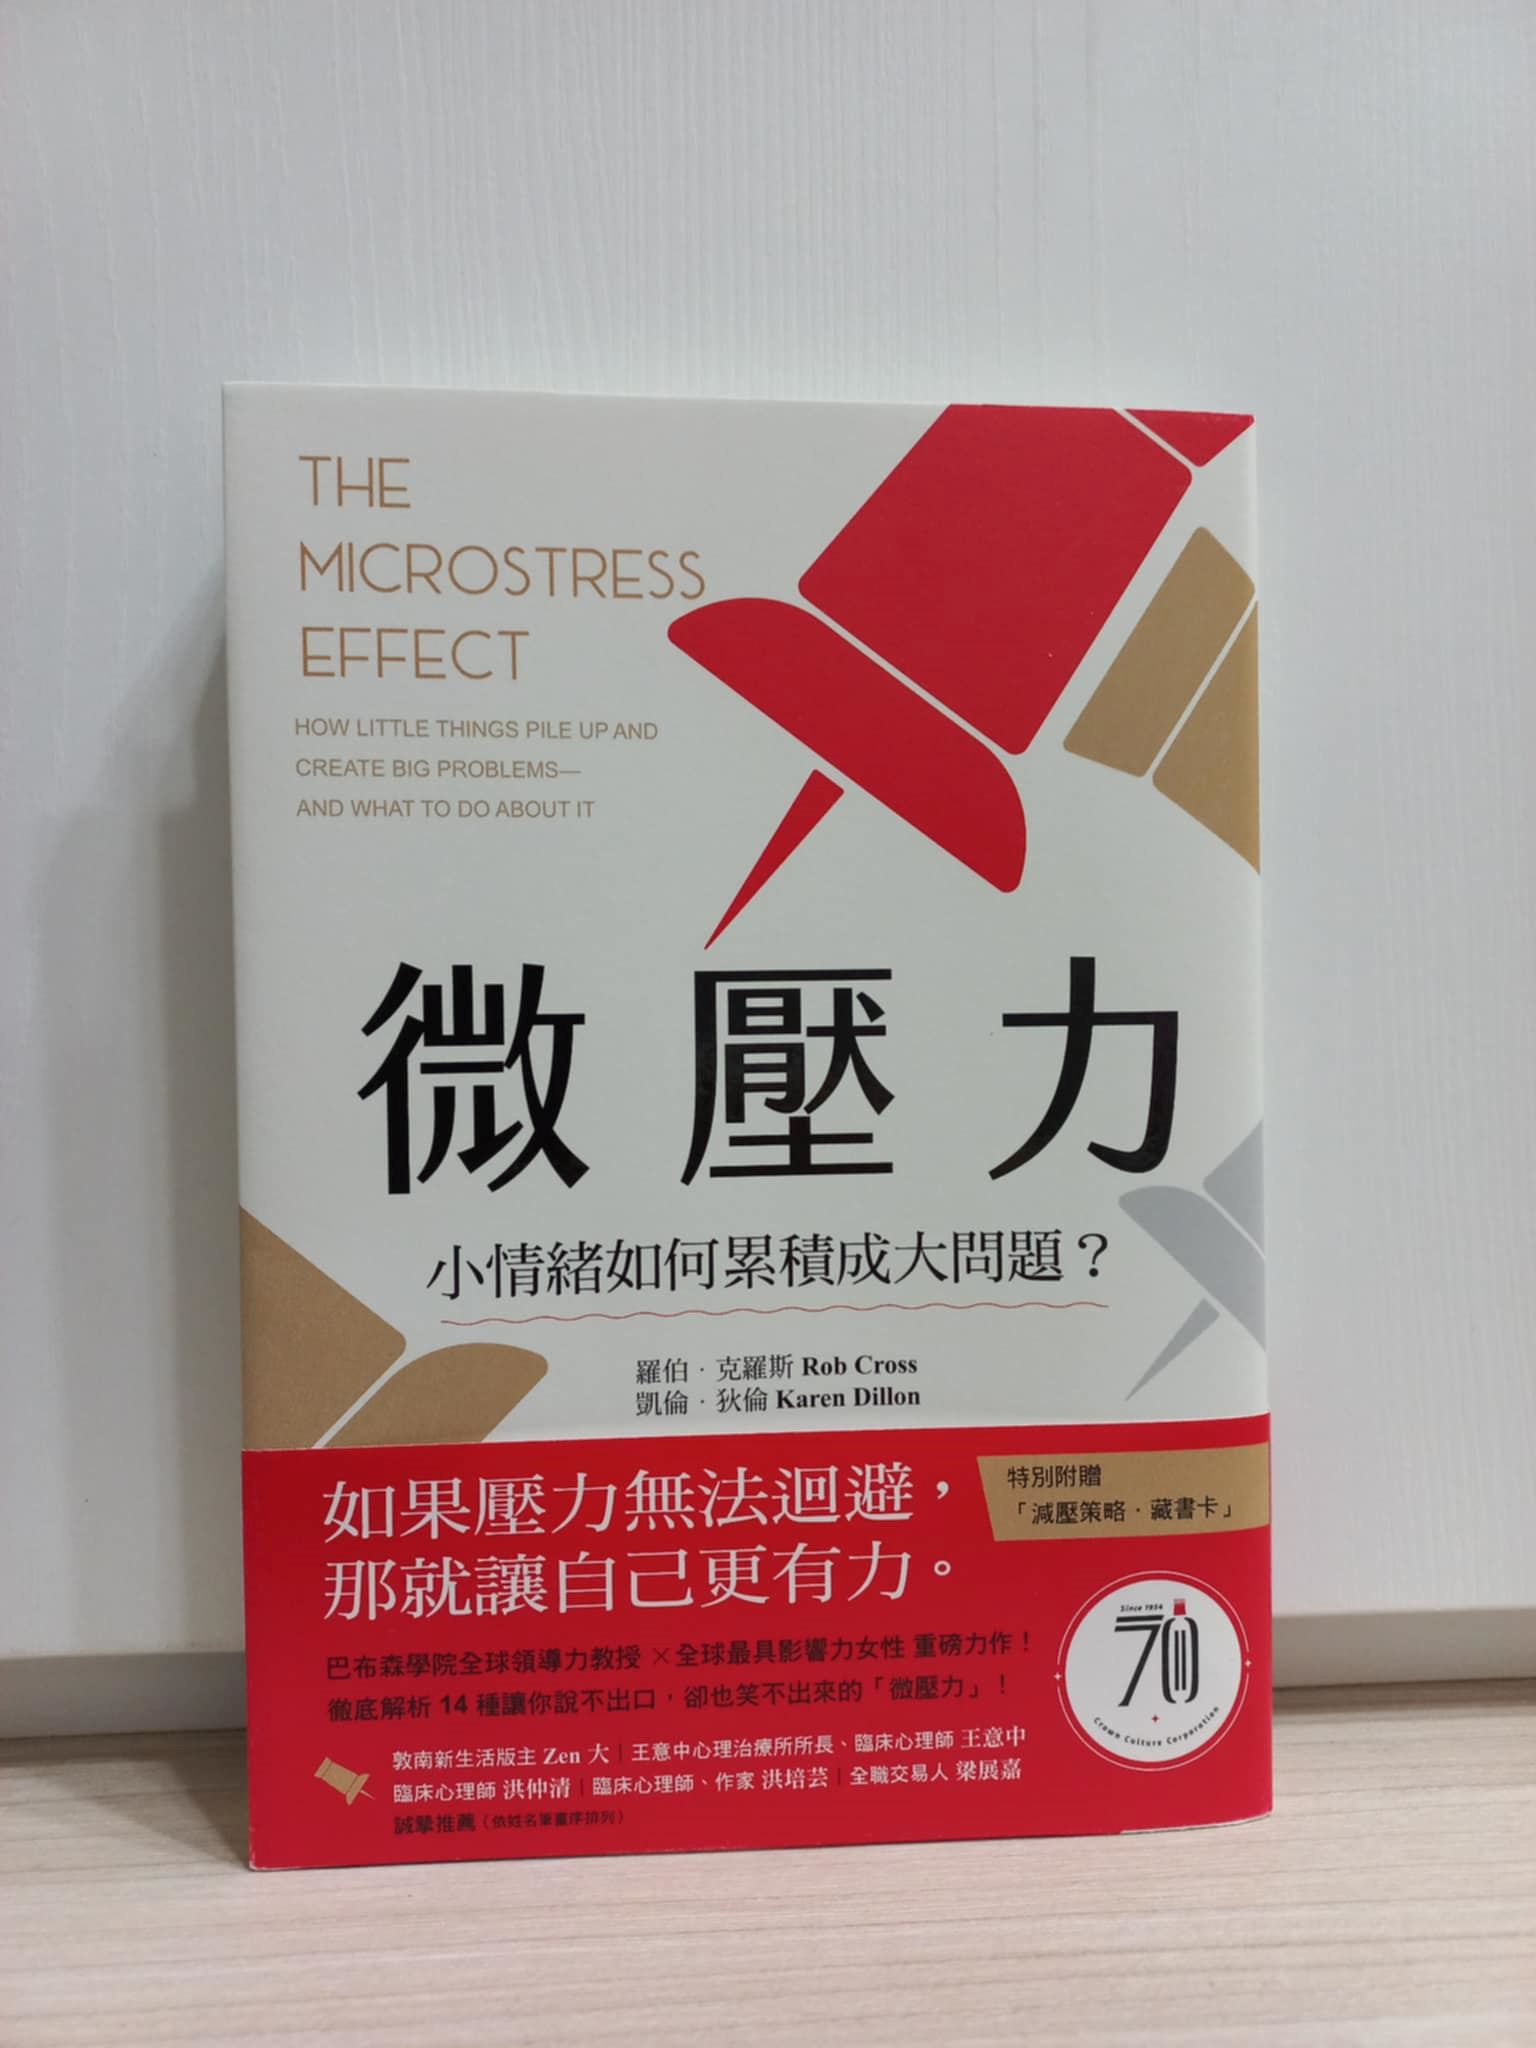 THE
MICROSTRESS
EFFECT
HOW LITTLE THINGS PILE UP AND
CREATE BIG PROBLEMS—
AND WHAT TO DO ABOUT IT
微壓力
小情緒如何累積成大問題？
羅伯．克羅斯 Rob Cross
凱倫．狄倫 Karen Dillon
如果壓力無法迴避，
那就讓自己更有力。
特別附贈
「減壓策略．藏書卡」
巴布森學院全球領導力教授 × 全球最具影響力女性 重磅力作！
徹底解析 14 種讓你說不出口，卻也笑不出來的「微壓力」！
Since 1954
70
Crown Culture Corporation
敦南新生活版主 Zen 大｜王意中心理治療所所長、臨床心理師 王意中
臨床心理師 洪仲清｜臨床心理師、作家 洪培芸｜全職交易人 梁展嘉
誠摯推薦（依姓名筆畫序排列）